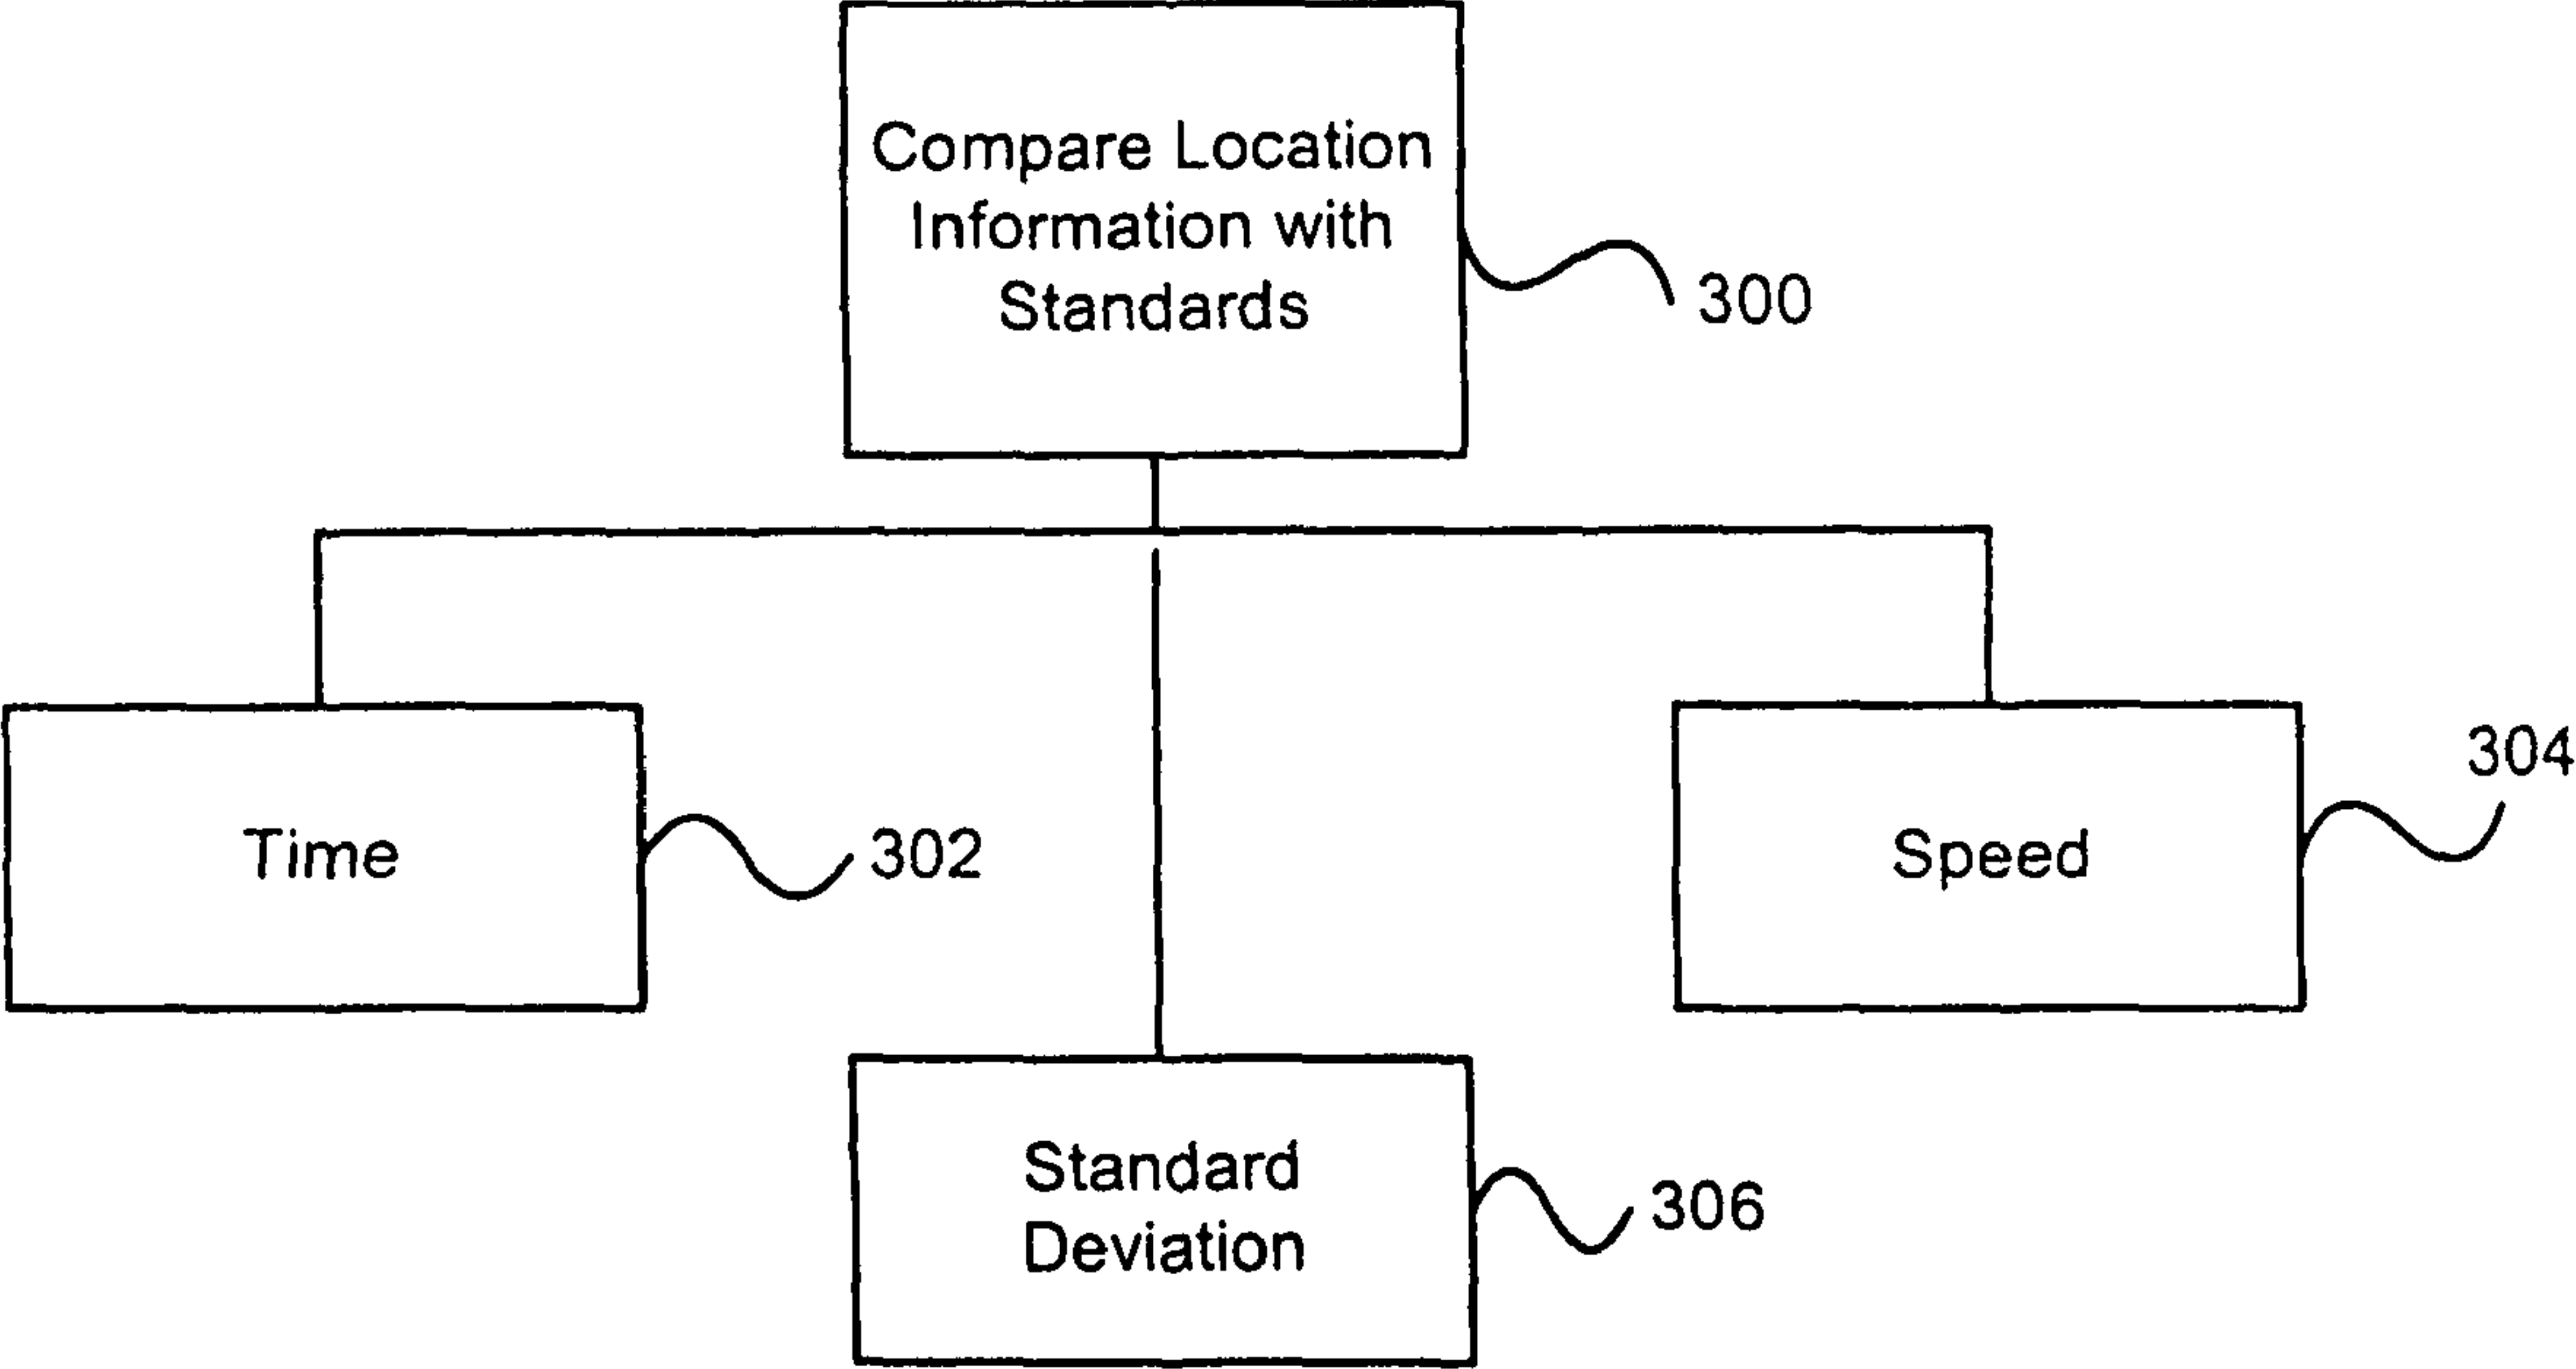 Compare Location
Information with
Standards
300
304
Time
302
Speed
Standard
Deviation
306